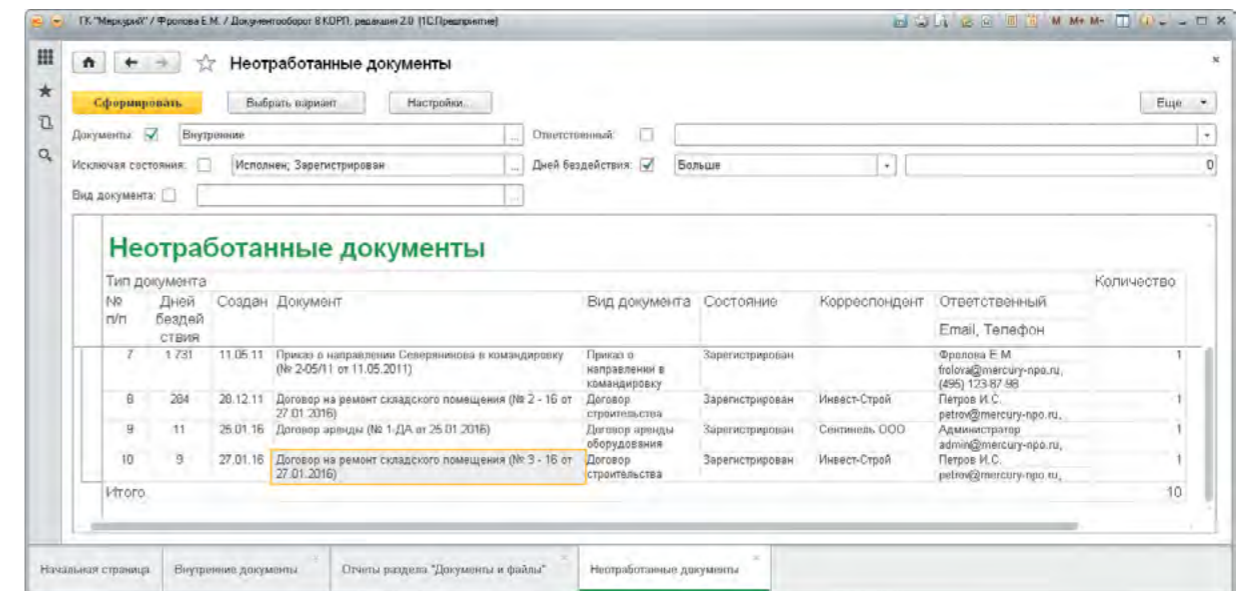 ГК "Меркурий" / Фролова Е.М. / Документооборот 8 КОРП, редакция 2.0 (1С:Предприятие)
M M+ M-
Неотработанные документы
Сформировать Выбрать вариант... Настройки... Еще
Документы: Внутренние ... Ответственный:
Исключая состояния: Исполнен; Зарегистрирован ... Дней бездействия: Больше 0
Вид документа: ...
Неотработанные документы
Тип документа Количество
№ Дней Создан Документ Вид документа Состояние Корреспондент Ответственный
п/п бездей
ствия Email, Телефон
7 1 731 11.05.11 Приказ о направлении Северянинова в командировку Приказ о Зарегистрирован Фролова Е.М. 1
(№ 2-05/11 от 11.05.2011) направлении в frolova@mercury-npo.ru,
командировку (495) 123-87-98
8 284 28.12.11 Договор на ремонт складского помещения (№ 2 - 16 от Договор Зарегистрирован Инвест-Строй Петров И.С. 1
27.01.2016) строительства petrov@mercury-npo.ru,
9 11 25.01.16 Договор аренды (№ 1-ДА от 25.01.2016) Договор аренды Зарегистрирован Сентинель ООО Администратор 1
оборудования admin@mercury-npo.ru,
10 9 27.01.16 Договор на ремонт складского помещения (№ 3 - 16 от Договор Зарегистрирован Инвест-Строй Петров И.С. 1
27.01.2016) строительства petrov@mercury-npo.ru,
Итого 10
Начальная страница Внутренние документы Отчеты раздела "Документы и файлы" Неотработанные документы